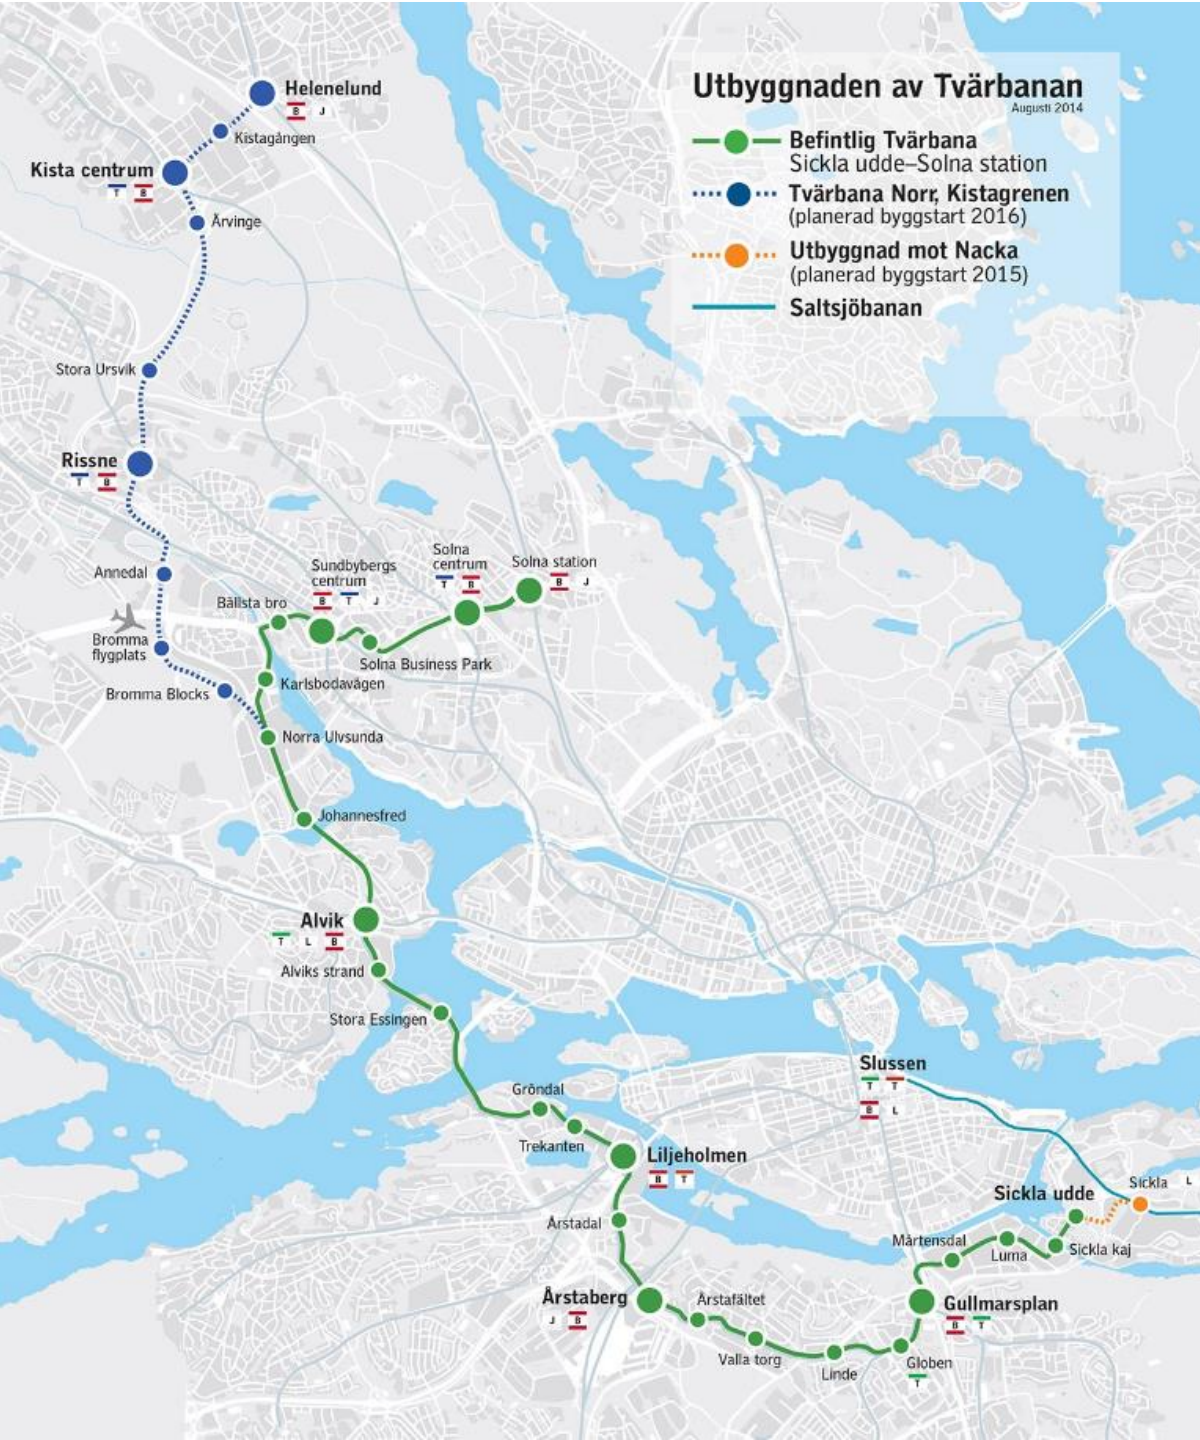 Utbyggnaden av Tvärbanan
Augusti 2014
Befintlig Tvärbana
Sickla udde–Solna station
Tvärbana Norr, Kistagrenen
(planerad byggstart 2016)
Utbyggnad mot Nacka
(planerad byggstart 2015)
Saltsjöbanan
Helenelund
B J
Kistagången
Kista centrum
T B
Ärvinge
Stora Ursvik
Rissne
T B
Annedal
Bromma
flygplats
Bromma Blocks
Solna
centrum
T B
Solna station
B J
Sundbybergs
centrum
B T J
Bällsta bro
Solna Business Park
Karlsbodavägen
Norra Ulvsunda
Johannesfred
Alvik
T L B
Alviks strand
Stora Essingen
Gröndal
Trekanten
Liljeholmen
B T
Årstadal
Årstaberg
J B
Årstafältet
Valla torg
Linde
Globen
T
Gullmarsplan
B T
Mårtensdal
Luma
Sickla kaj
Sickla udde
Sickla L
Slussen
T T
B L